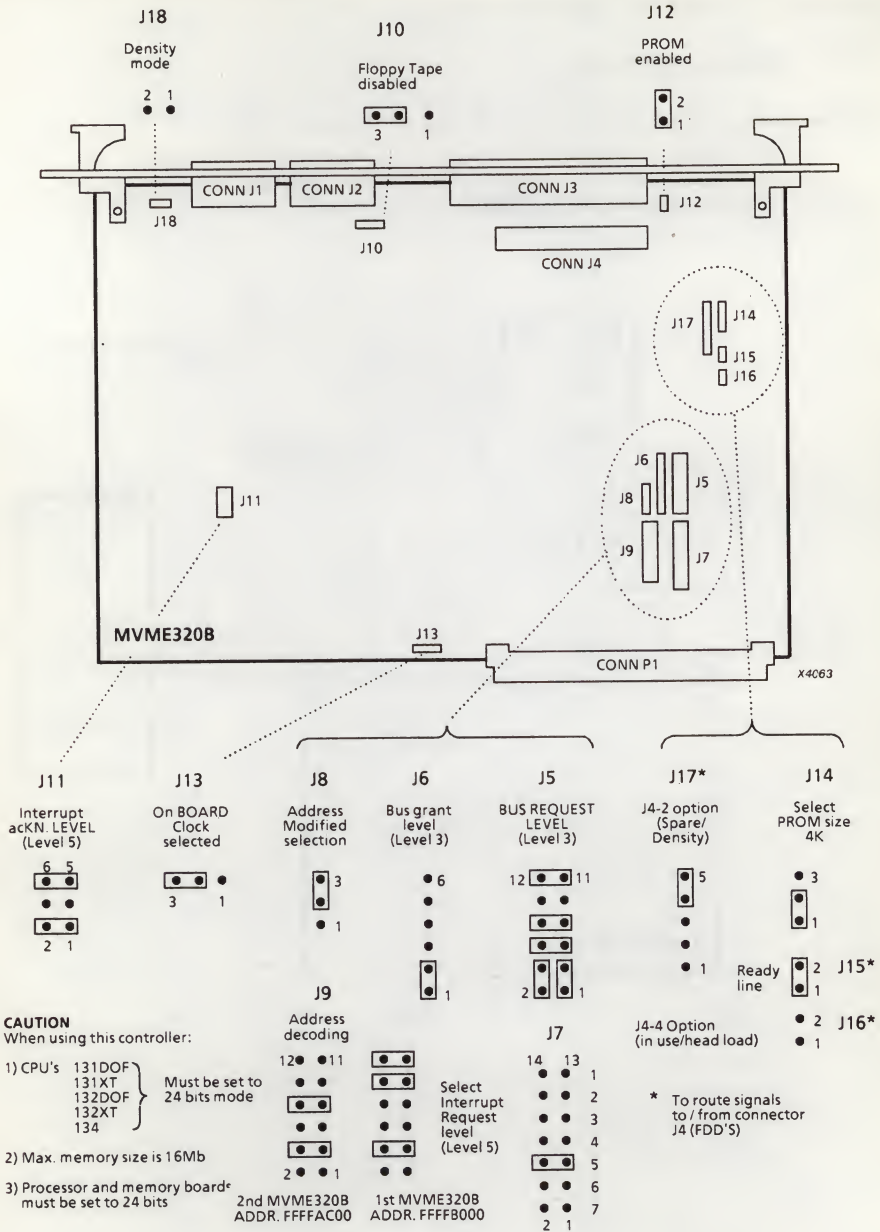 J18
Density
mode
2 1
J10
Floppy Tape
disabled
3 1
J12
PROM
enabled
2
1
CONN J1
CONN J2
CONN J3
J18
J10
J12
CONN J4
J17
J14
J15
J16
J6
J5
J8
J11
J9
J7
MVME320B
J13
CONN P1
X4063
J11
Interrupt
acKN. LEVEL
(Level 5)
6 5
2 1
J13
On BOARD
Clock
selected
3 1
J8
Address
Modified
selection
3
1
J6
Bus grant
level
(Level 3)
6
1
J5
BUS REQUEST
LEVEL
(Level 3)
12 11
2 1
J17*
J4-2 option
(Spare/
Density)
5
1
J14
Select
PROM size
4K
3
1
Ready
line
2 J15*
1
J4-4 Option
(in use/head load)
2 J16*
1
* To route signals
to / from connector
J4 (FDD'S)
CAUTION
When using this controller:
1) CPU's 131DOF
131XT
132DOF
132XT
134
Must be set to
24 bits mode
2) Max. memory size is 16Mb
3) Processor and memory boards
must be set to 24 bits
J9
Address
decoding
12 11
2 1
2nd MVME320B
ADDR. FFFFAC00
1st MVME320B
ADDR. FFFFB000
Select
Interrupt
Request
level
(Level 5)
J7
14 13
1
2
3
4
5
6
7
2 1